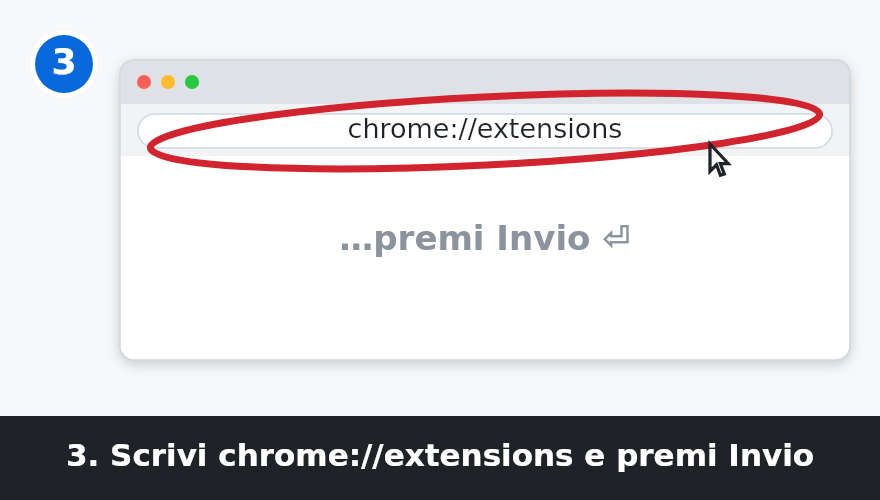 3
chrome://extensions
…premi Invio ⏎
3. Scrivi chrome://extensions e premi Invio